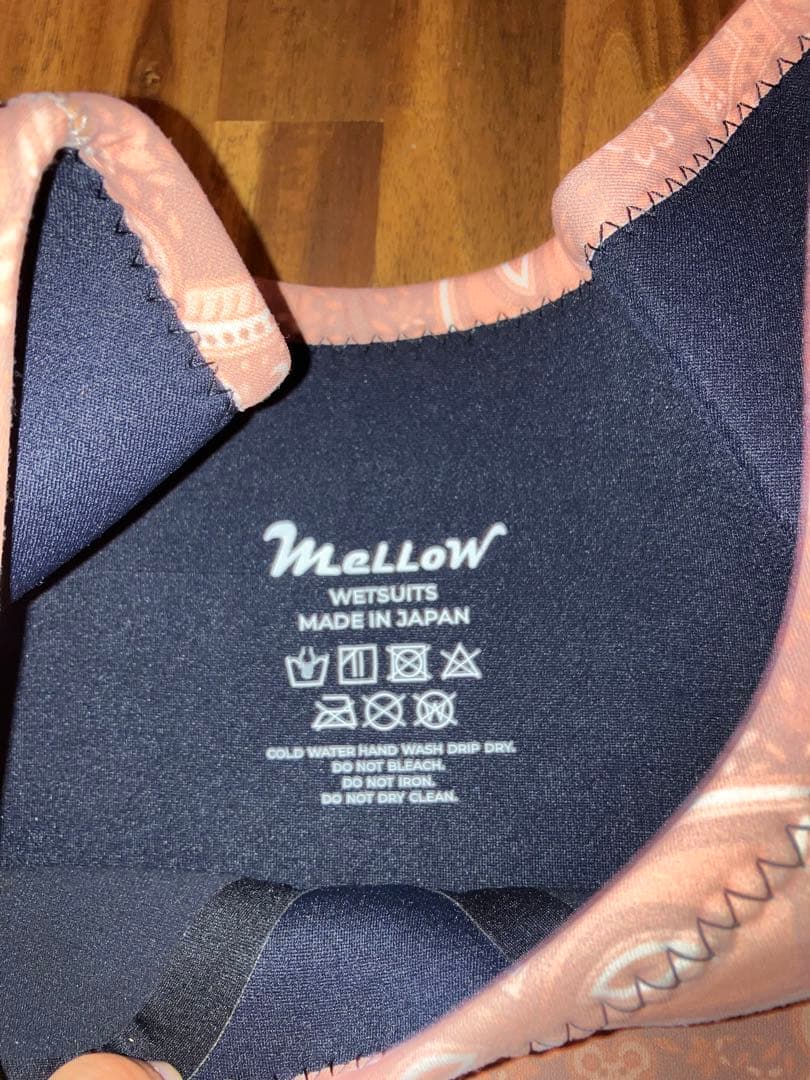 MeLLoW
WETSUITS
MADE IN JAPAN
W
COLD WATER HAND WASH DRIP DRY.
DO NOT BLEACH.
DO NOT IRON.
DO NOT DRY CLEAN.